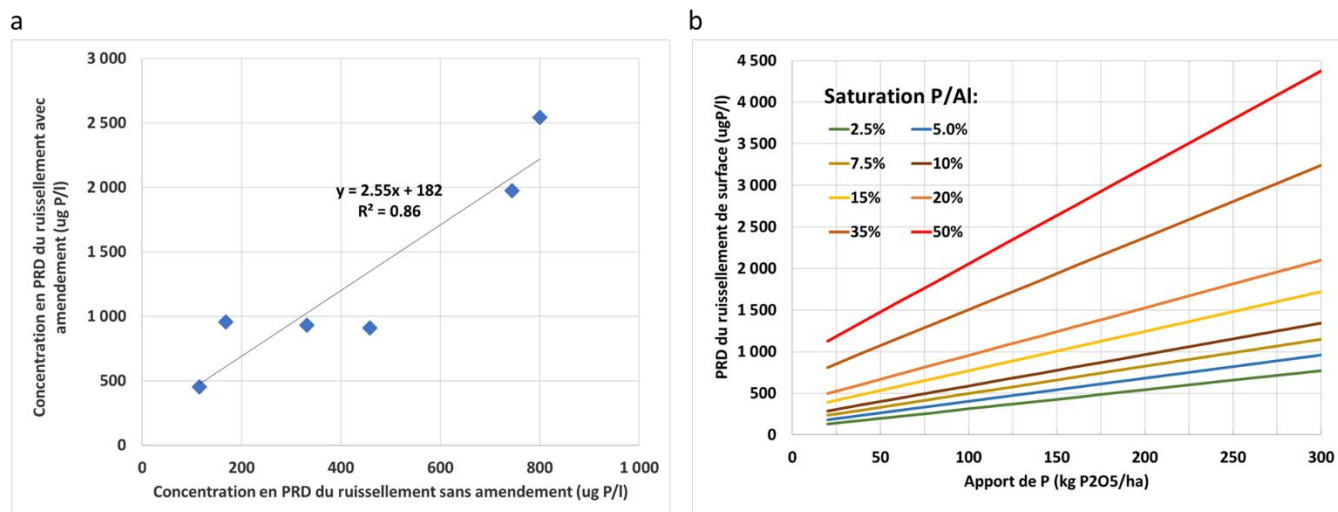 a
3 000
2 500
2 000
1 500
1 000
500
0
Concentration en PRD du ruissellement avec
amendement (ug P/l)
y = 2.55x + 182
R² = 0.86
0 200 400 600 800 1 000
Concentration en PRD du ruissellement sans amendement (ug P/l)
b
4 500
4 000
3 500
3 000
2 500
2 000
1 500
1 000
500
0
PRD du ruissellement de surface (ugP/l)
Saturation P/Al:
2.5% 5.0%
7.5% 10%
15% 20%
35% 50%
0 50 100 150 200 250 300
Apport de P (kg P2O5/ha)